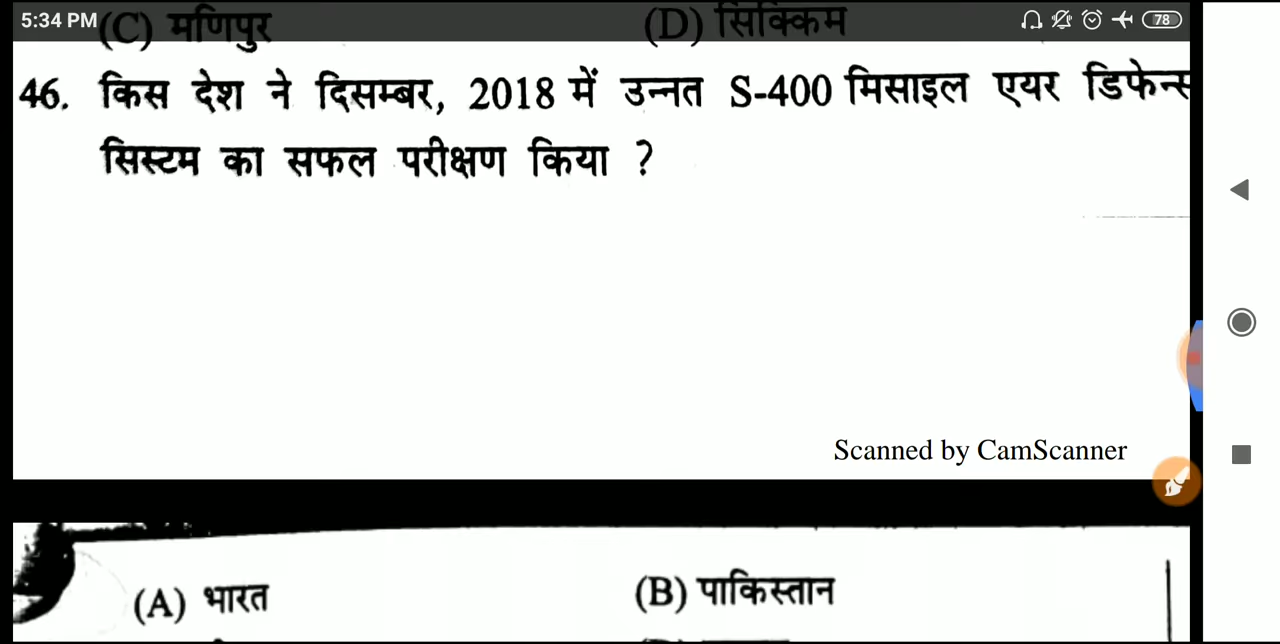 5:34 PM
78
(C) मणिपुर (D) सिक्किम
46. किस देश ने दिसम्बर, 2018 में उन्नत S-400 मिसाइल एयर डिफेन्स
सिस्टम का सफल परीक्षण किया ?
Scanned by CamScanner
(A) भारत (B) पाकिस्तान